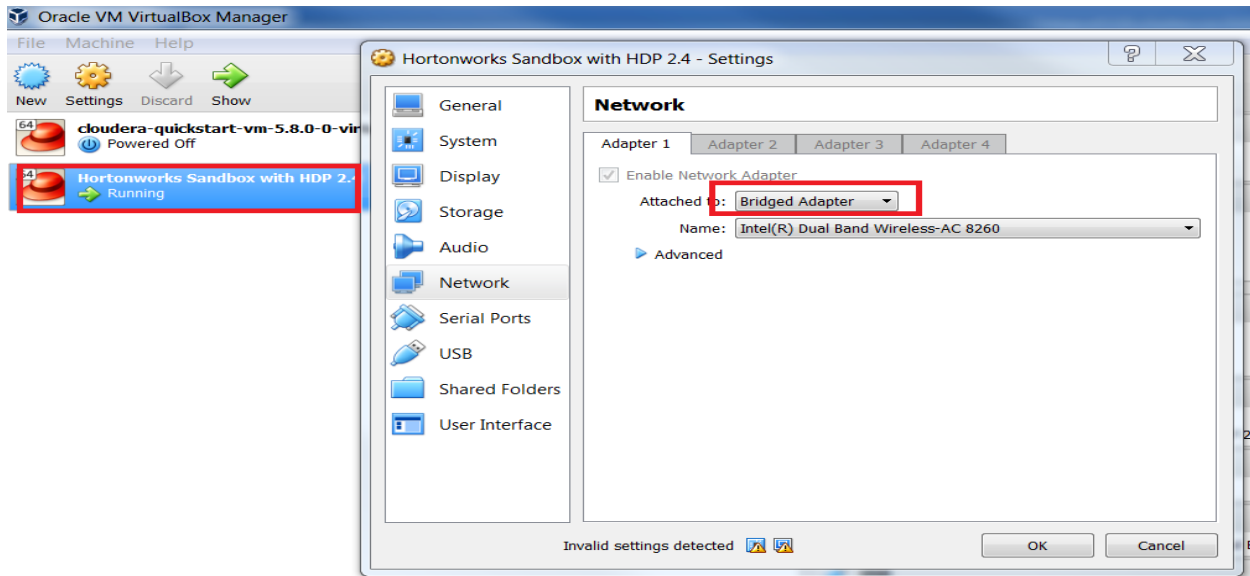 Oracle VM VirtualBox Manager
File Machine Help
New Settings Discard Show
64 cloudera-quickstart-vm-5.8.0-0-vir
Powered Off
Hortonworks Sandbox with HDP 2.4
Running
Hortonworks Sandbox with HDP 2.4 - Settings
General
System
Display
Storage
Audio
Network
Serial Ports
USB
Shared Folders
User Interface
Network
Adapter 1 Adapter 2 Adapter 3 Adapter 4
Enable Network Adapter
Attached to: Bridged Adapter
Name: Intel(R) Dual Band Wireless-AC 8260
Advanced
Invalid settings detected OK Cancel